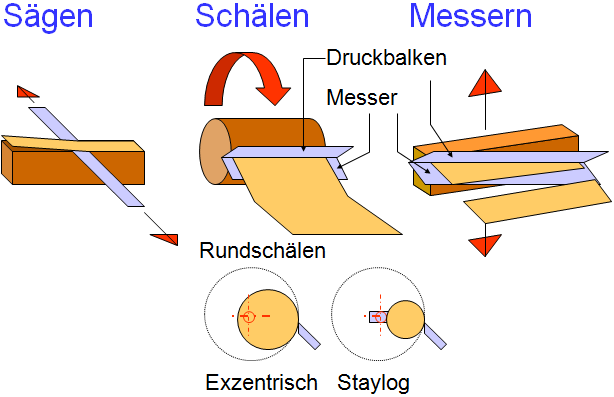 Sägen
Schälen
Messern
Druckbalken
Messer
Rundschälen
Exzentrisch
Staylog